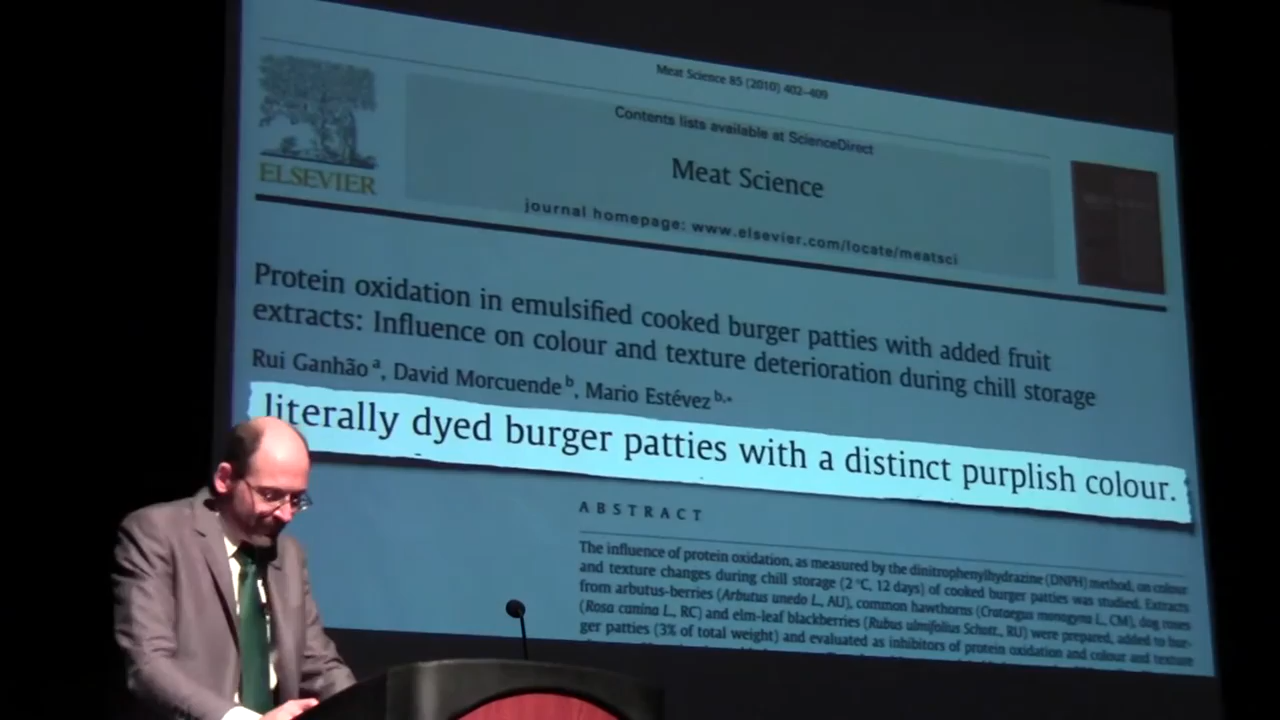 Meat Science 85 (2010) 402–409
ELSEVIER
Contents lists available at ScienceDirect
Meat Science
journal homepage: www.elsevier.com/locate/meatsci
Protein oxidation in emulsified cooked burger patties with added fruit
extracts: Influence on colour and texture deterioration during chill storage
Rui Ganhão a, David Morcuende b, Mario Estévez b,*
literally dyed burger patties with a distinct purplish colour.
ABSTRACT
The influence of protein oxidation, as measured by the dinitrophenylhydrazine (DNPH) method, on colour
and texture changes during chill storage (2 °C, 12 days) of cooked burger patties was studied. Extracts
from arbutus-berries (Arbutus unedo L., AU), common hawthorns (Crataegus monogyna L., CM), dog roses
(Rosa canina L., RC) and elm-leaf blackberries (Rubus ulmifolius Schott., RU) were prepared, added to bur-
ger patties (3% of total weight) and evaluated as inhibitors of protein oxidation and colour and texture